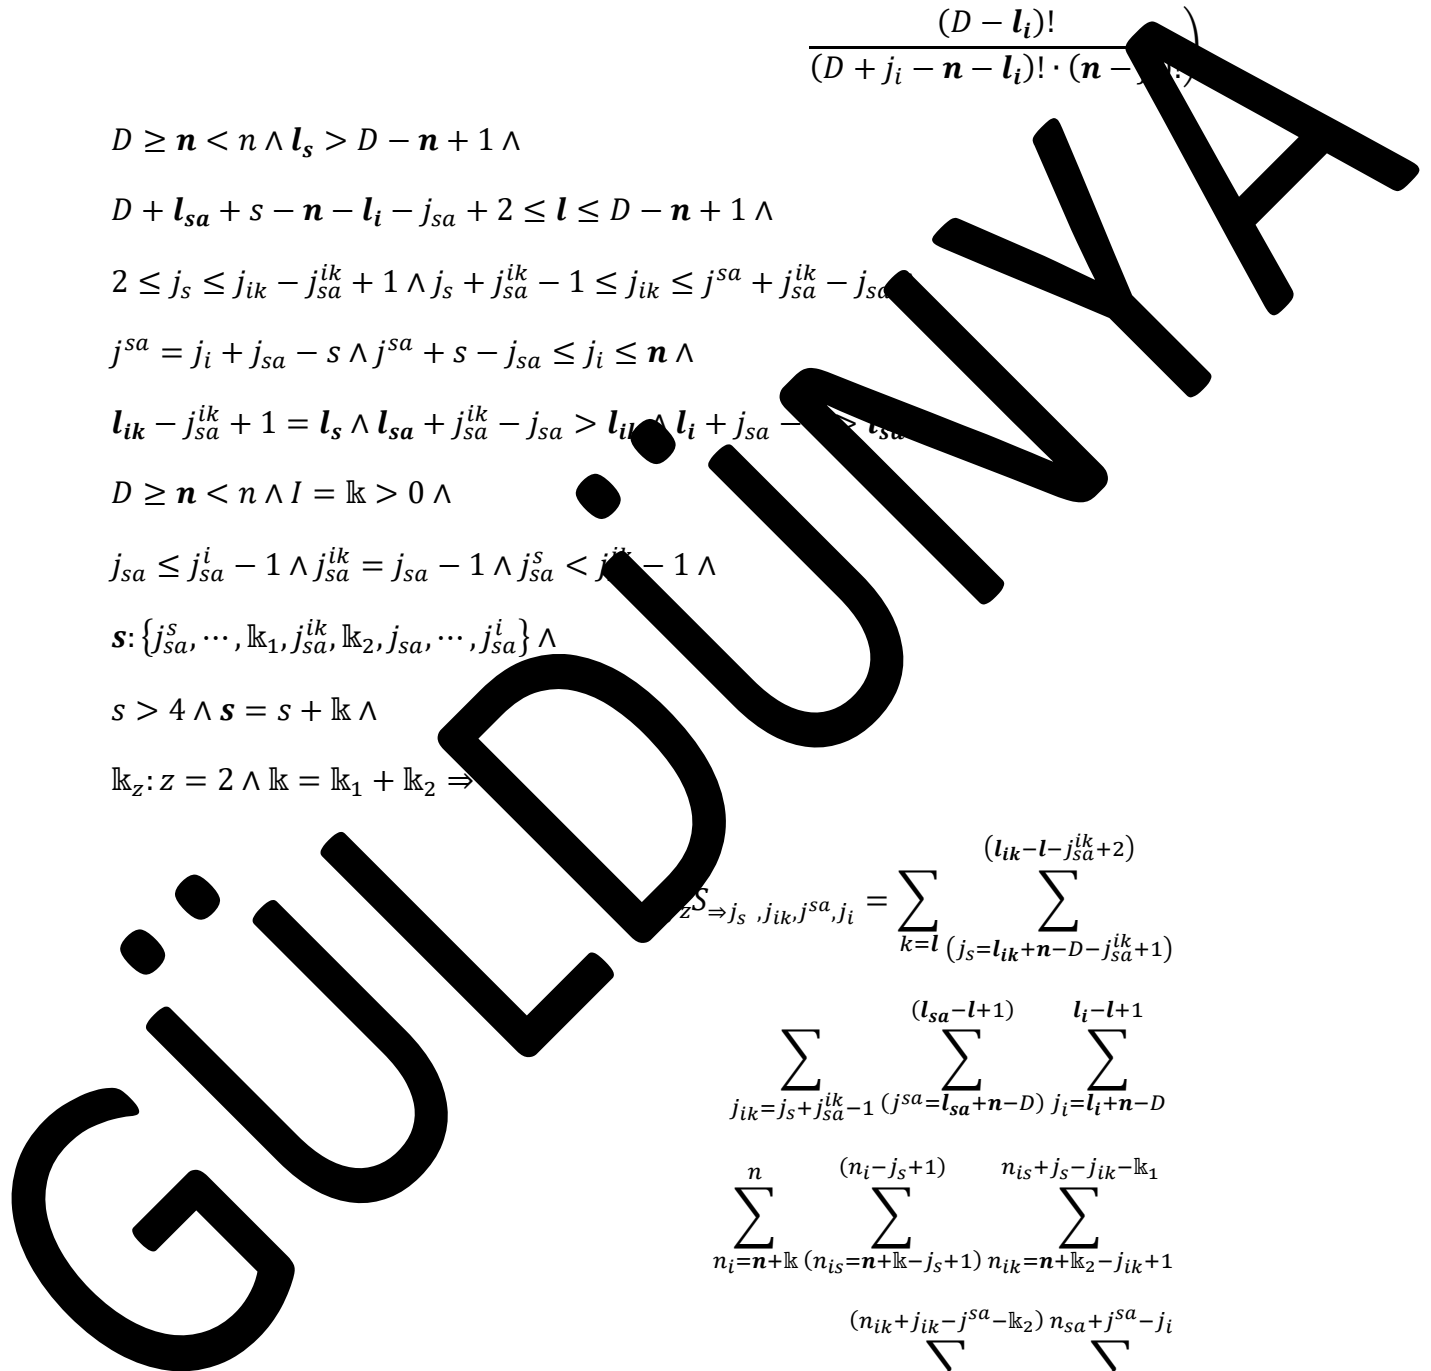 (D − l_i)!
(D + j_i − n − l_i)! · (n − j
D ≥ n < n ∧ l_s > D − n + 1 ∧
D + l_sa + s − n − l_i − j_sa + 2 ≤ l ≤ D − n + 1 ∧
2 ≤ j_s ≤ j_ik − j_sa^ik + 1 ∧ j_s + j_sa^ik − 1 ≤ j_ik ≤ j^sa + j_sa^ik − j_sa
j^sa = j_i + j_sa − s ∧ j^sa + s − j_sa ≤ j_i ≤ n ∧
l_ik − j_sa^ik + 1 = l_s ∧ l_sa + j_sa^ik − j_sa > l_ik ∧ l_i + j_sa − > l_sa
D ≥ n < n ∧ I = 𝕜 > 0 ∧
j_sa ≤ j_sa^i − 1 ∧ j_sa^ik = j_sa − 1 ∧ j_sa^s < j − 1 ∧
s: {j_sa^s, ⋯ , 𝕜_1, j_sa^ik, 𝕜_2, j_sa, ⋯ , j_sa^i} ∧
s > 4 ∧ s = s + 𝕜 ∧
𝕜_z: z = 2 ∧ 𝕜 = 𝕜_1 + 𝕜_2 ⇒
(l_ik−l−j_sa^ik+2)
_zS_⇒j_s ,j_ik,j^sa,j_i = ∑ ∑
k=l (j_s=l_ik+n−D−j_sa^ik+1)
(l_sa−l+1) l_i−l+1
∑ ∑ ∑
j_ik=j_s+j_sa^ik−1 (j^sa=l_sa+n−D) j_i=l_i+n−D
n (n_i−j_s+1) n_is+j_s−j_ik−𝕜_1
∑ ∑ ∑
n_i=n+𝕜 (n_is=n+𝕜−j_s+1) n_ik=n+𝕜_2−j_ik+1
(n_ik+j_ik−j^sa−𝕜_2) n_sa+j^sa−j_i
∑ ∑
GÜLDÜNYA